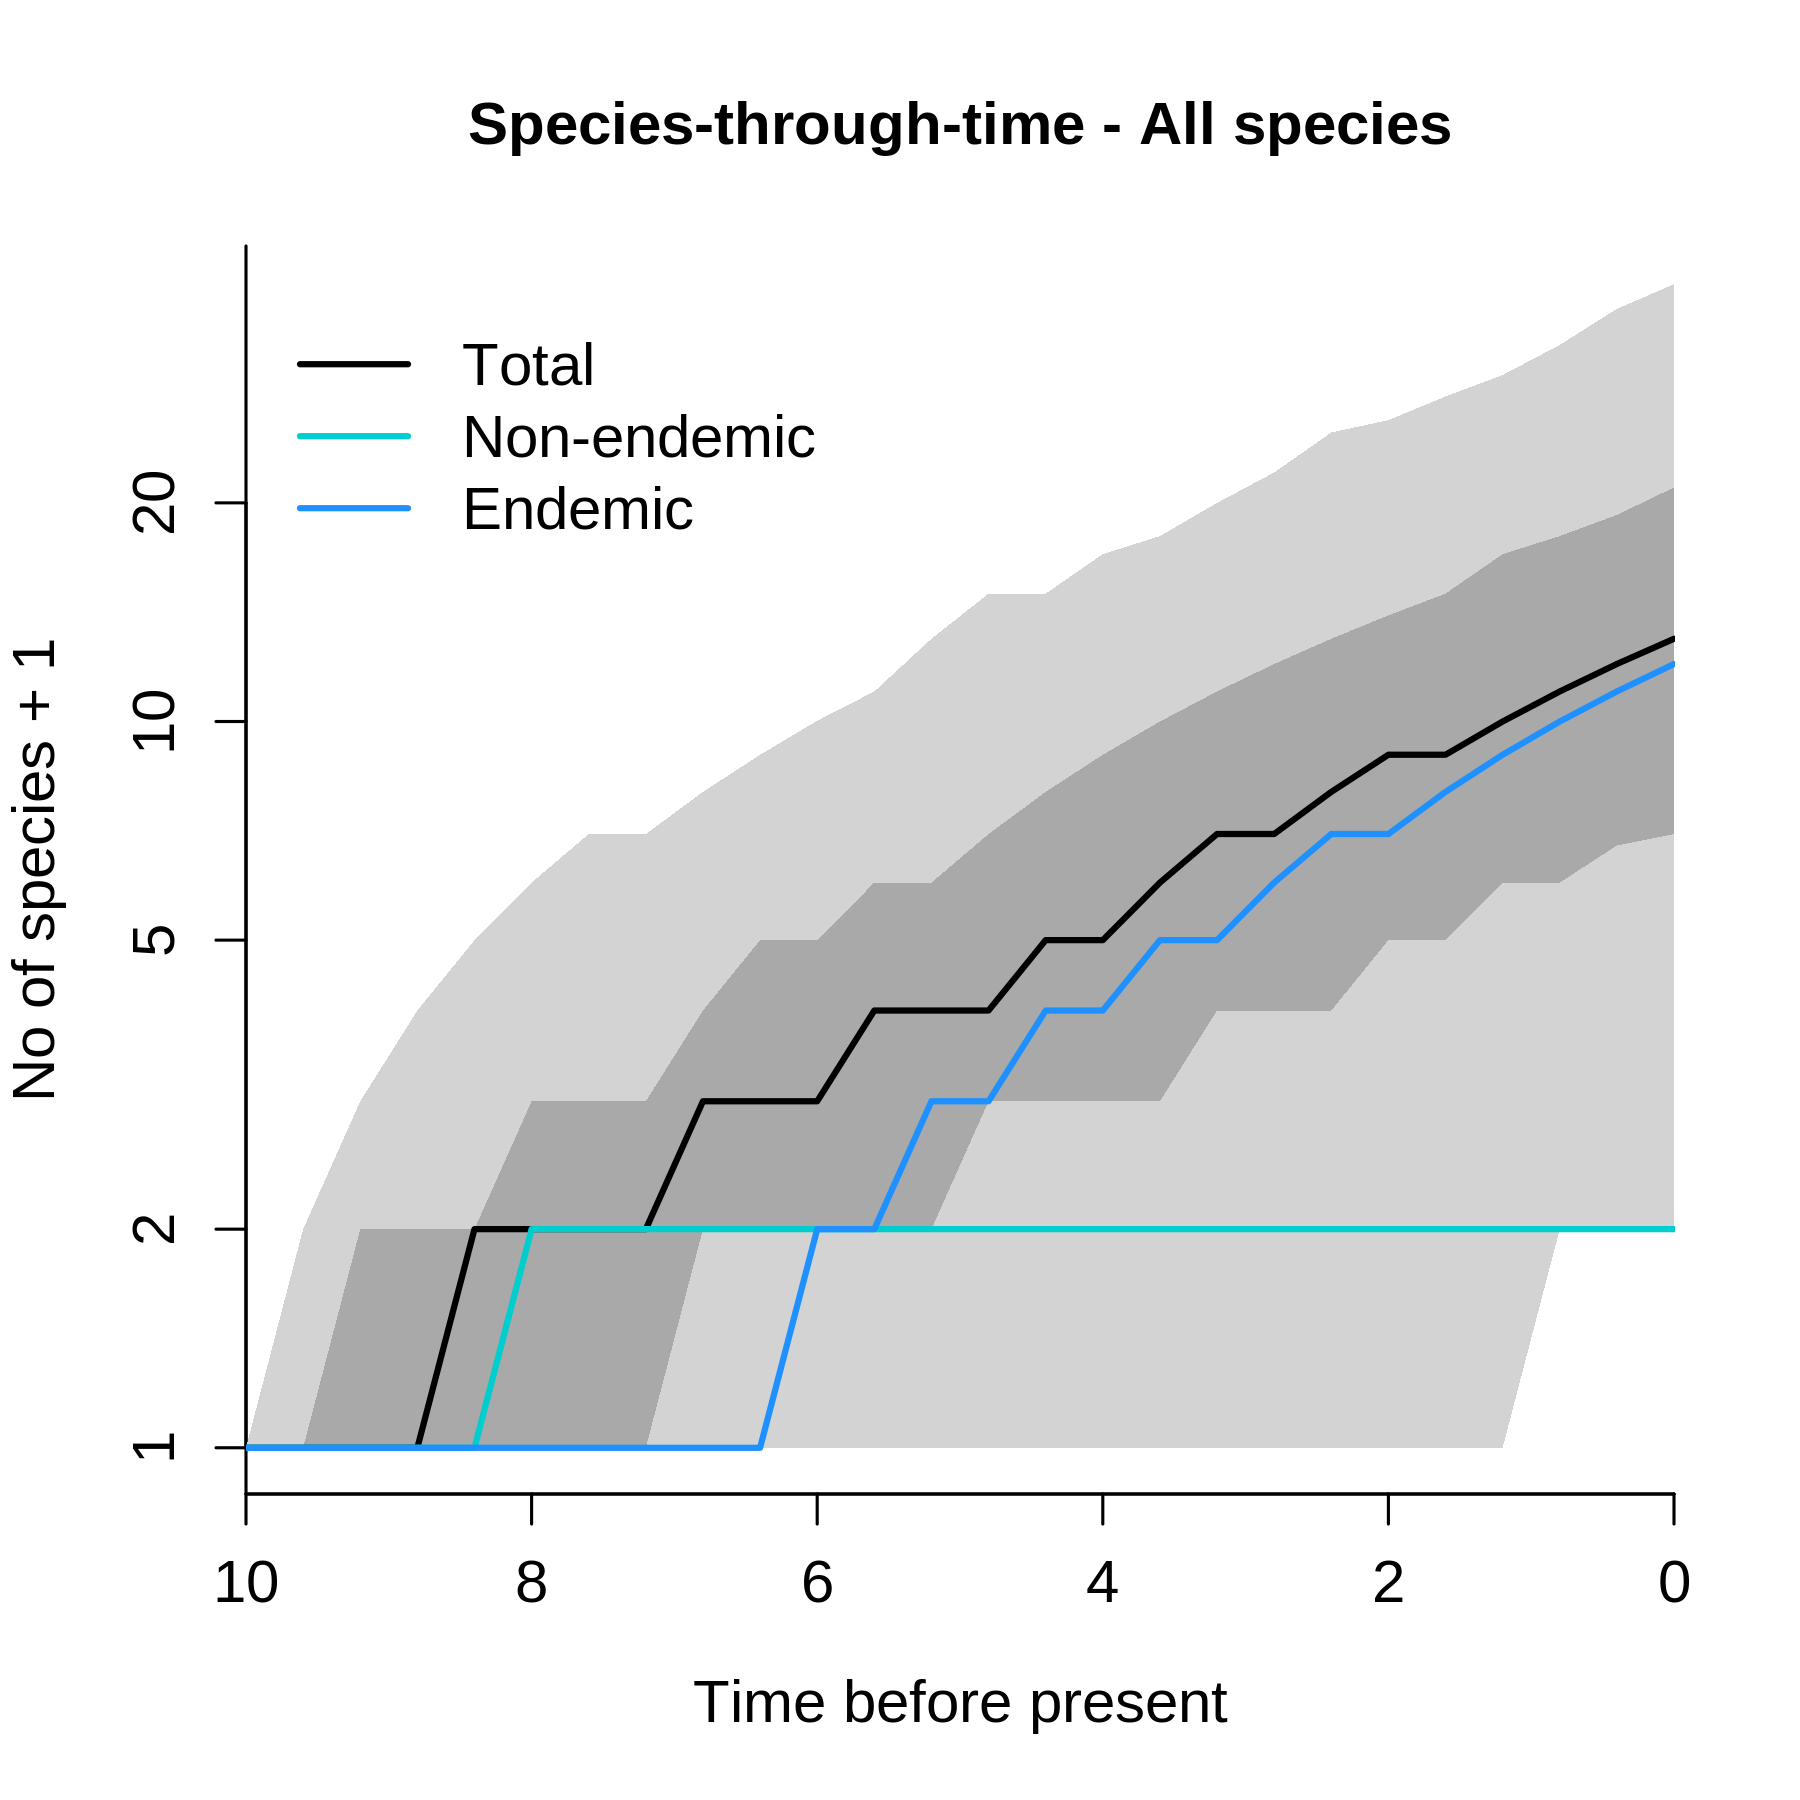 Species-through-time - All species
Total
Non-endemic
Endemic
No of species + 1
20
10
5
2
1
10 8 6 4 2 0
Time before present